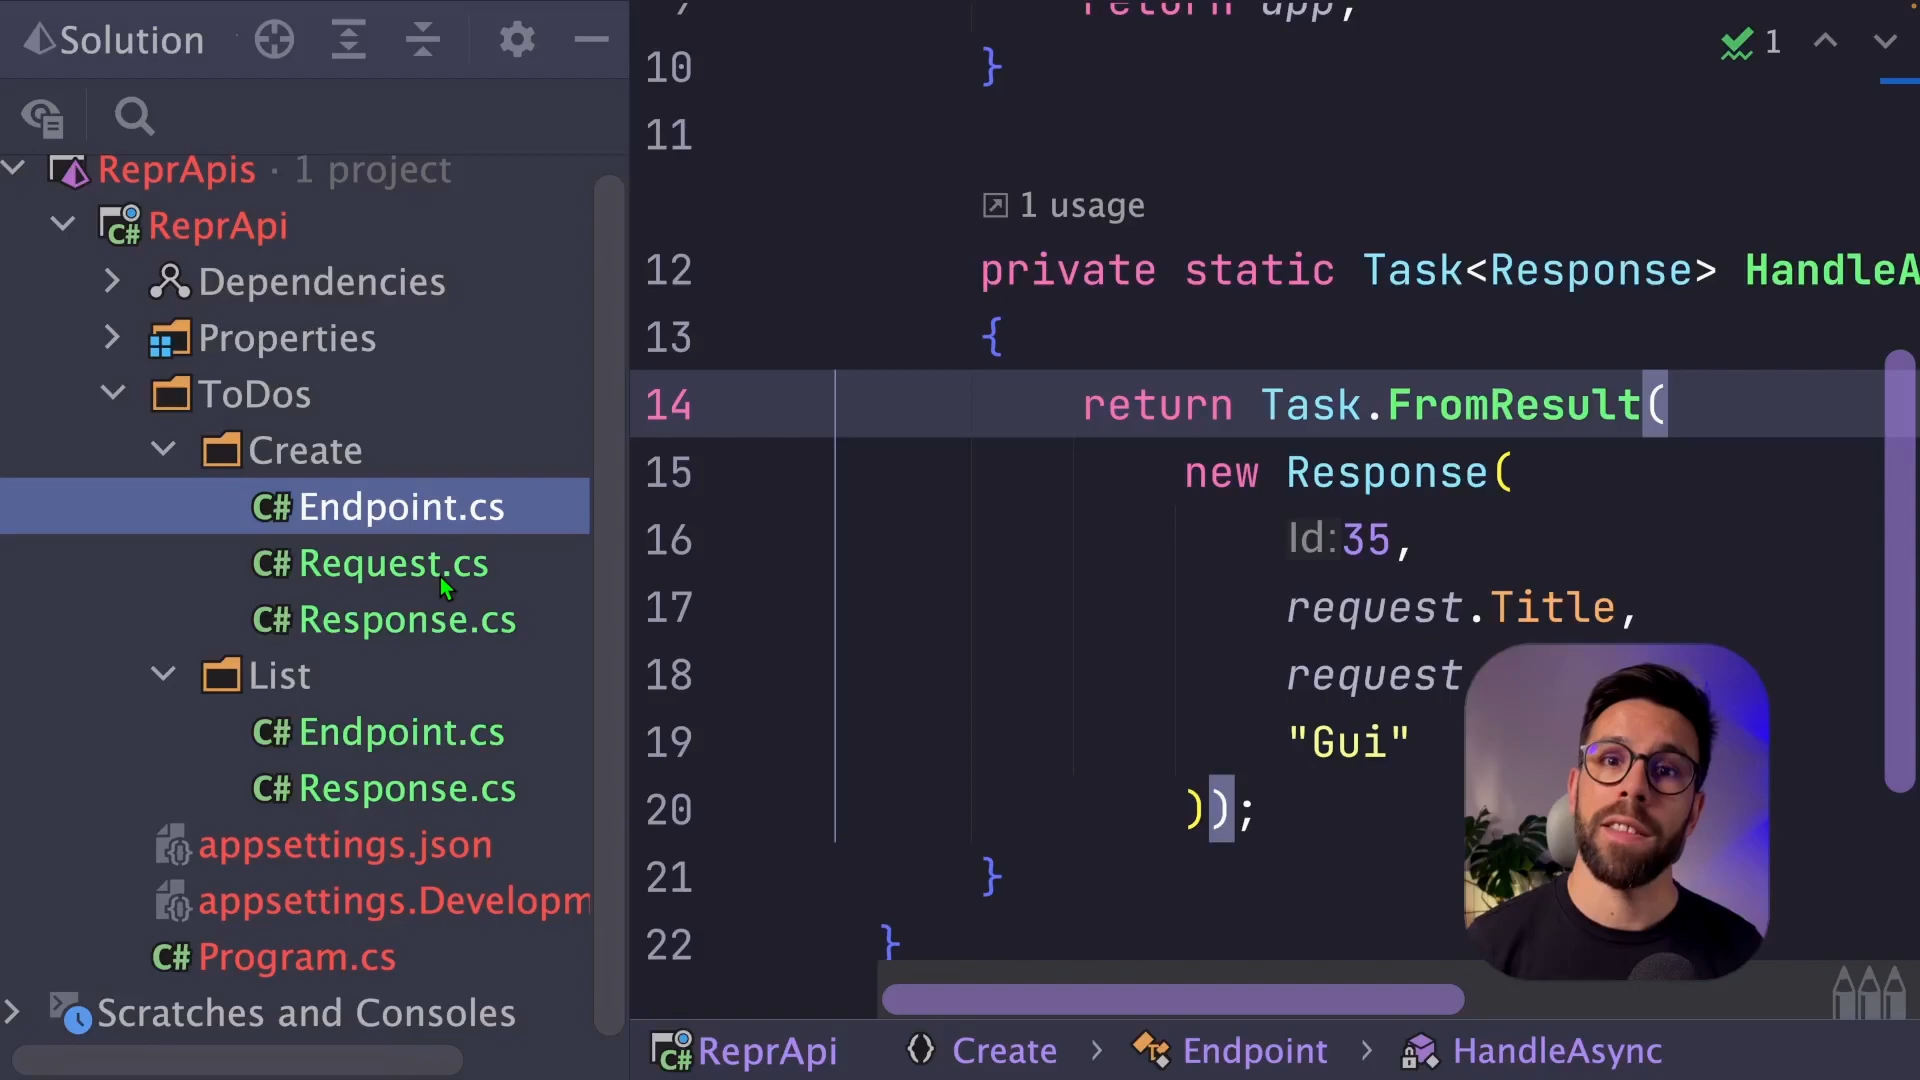 Solution
ReprApis · 1 project
ReprApi
Dependencies
Properties
ToDos
Create
C# Endpoint.cs
C# Request.cs
C# Response.cs
List
C# Endpoint.cs
C# Response.cs
appsettings.json
appsettings.Developm
C# Program.cs
Scratches and Consoles
return app;
10 }
11
1 usage
12 private static Task<Response> HandleA
13 {
14 return Task.FromResult(
15 new Response(
16 Id:35,
17 request.Title,
18 request
19 "Gui"
20 ));
21 }
22 }
1
C# ReprApi
Create
Endpoint
HandleAsync